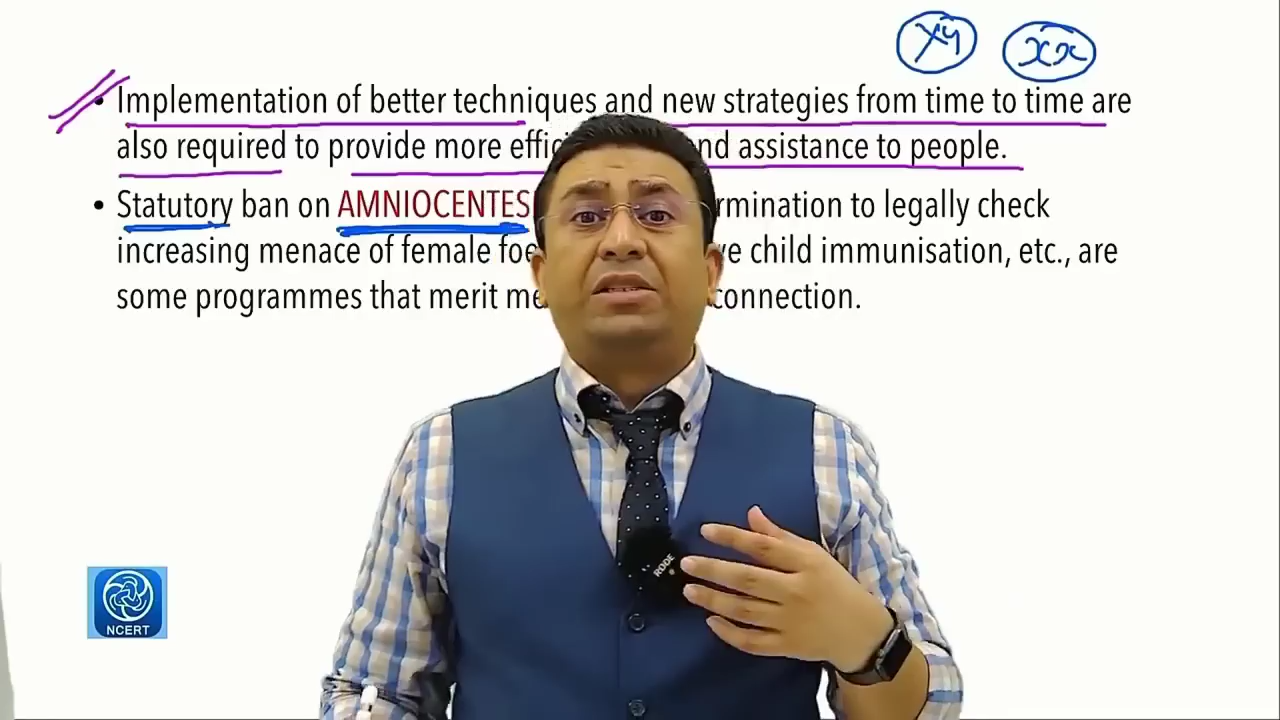 xy xx
• Implementation of better techniques and new strategies from time to time are
also required to provide more effic nd assistance to people.
• Statutory ban on AMNIOCENTES rmination to legally check
increasing menace of female foe ve child immunisation, etc., are
some programmes that merit me connection.
RODE
NCERT